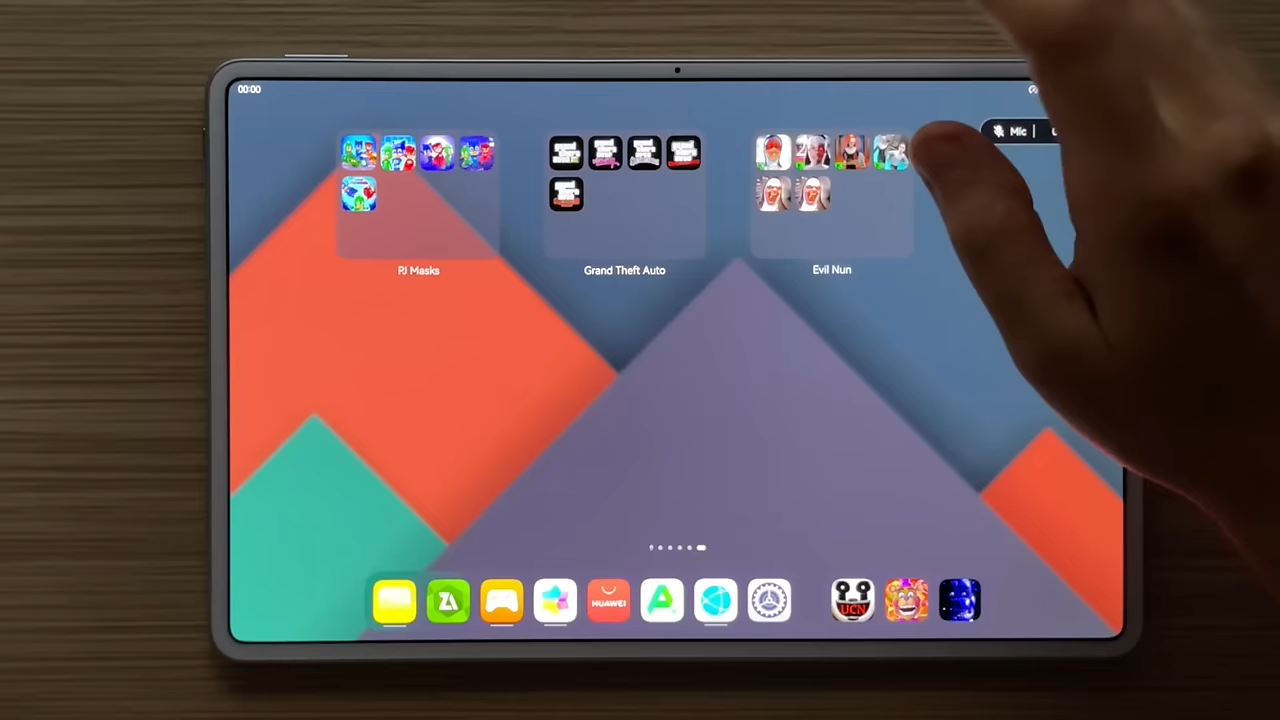 00:00
Mic
PJ Masks
Grand Theft Auto
Evil Nun
HUAWEI
UCN